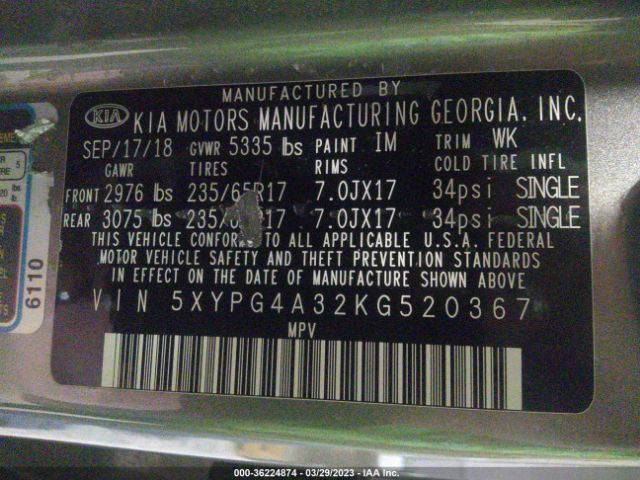 MANUFACTURED BY
KIA KIA MOTORS MANUFACTURING GEORGIA, INC.
SEP/17/18 GVWR 5335 lbs PAINT IM TRIM WK
GAWR TIRES RIMS COLD TIRE INFL
FRONT 2976 lbs 235/65R17 7.0JX17 34psi SINGLE
REAR 3075 lbs 235/ R17 7.0JX17 34psi SINGLE
THIS VEHICLE CONFORMS TO ALL APPLICABLE U.S.A. FEDERAL
MOTOR VEHICLE SAFETY AND THEFT PREVENTION STANDARDS
IN EFFECT ON THE DATE OF MANUFACTURE SHOWN ABOVE
VIN 5XYPG4A32KG520367
MPV
6110
000-36224874 | 03/29/2023 - IAA Inc.